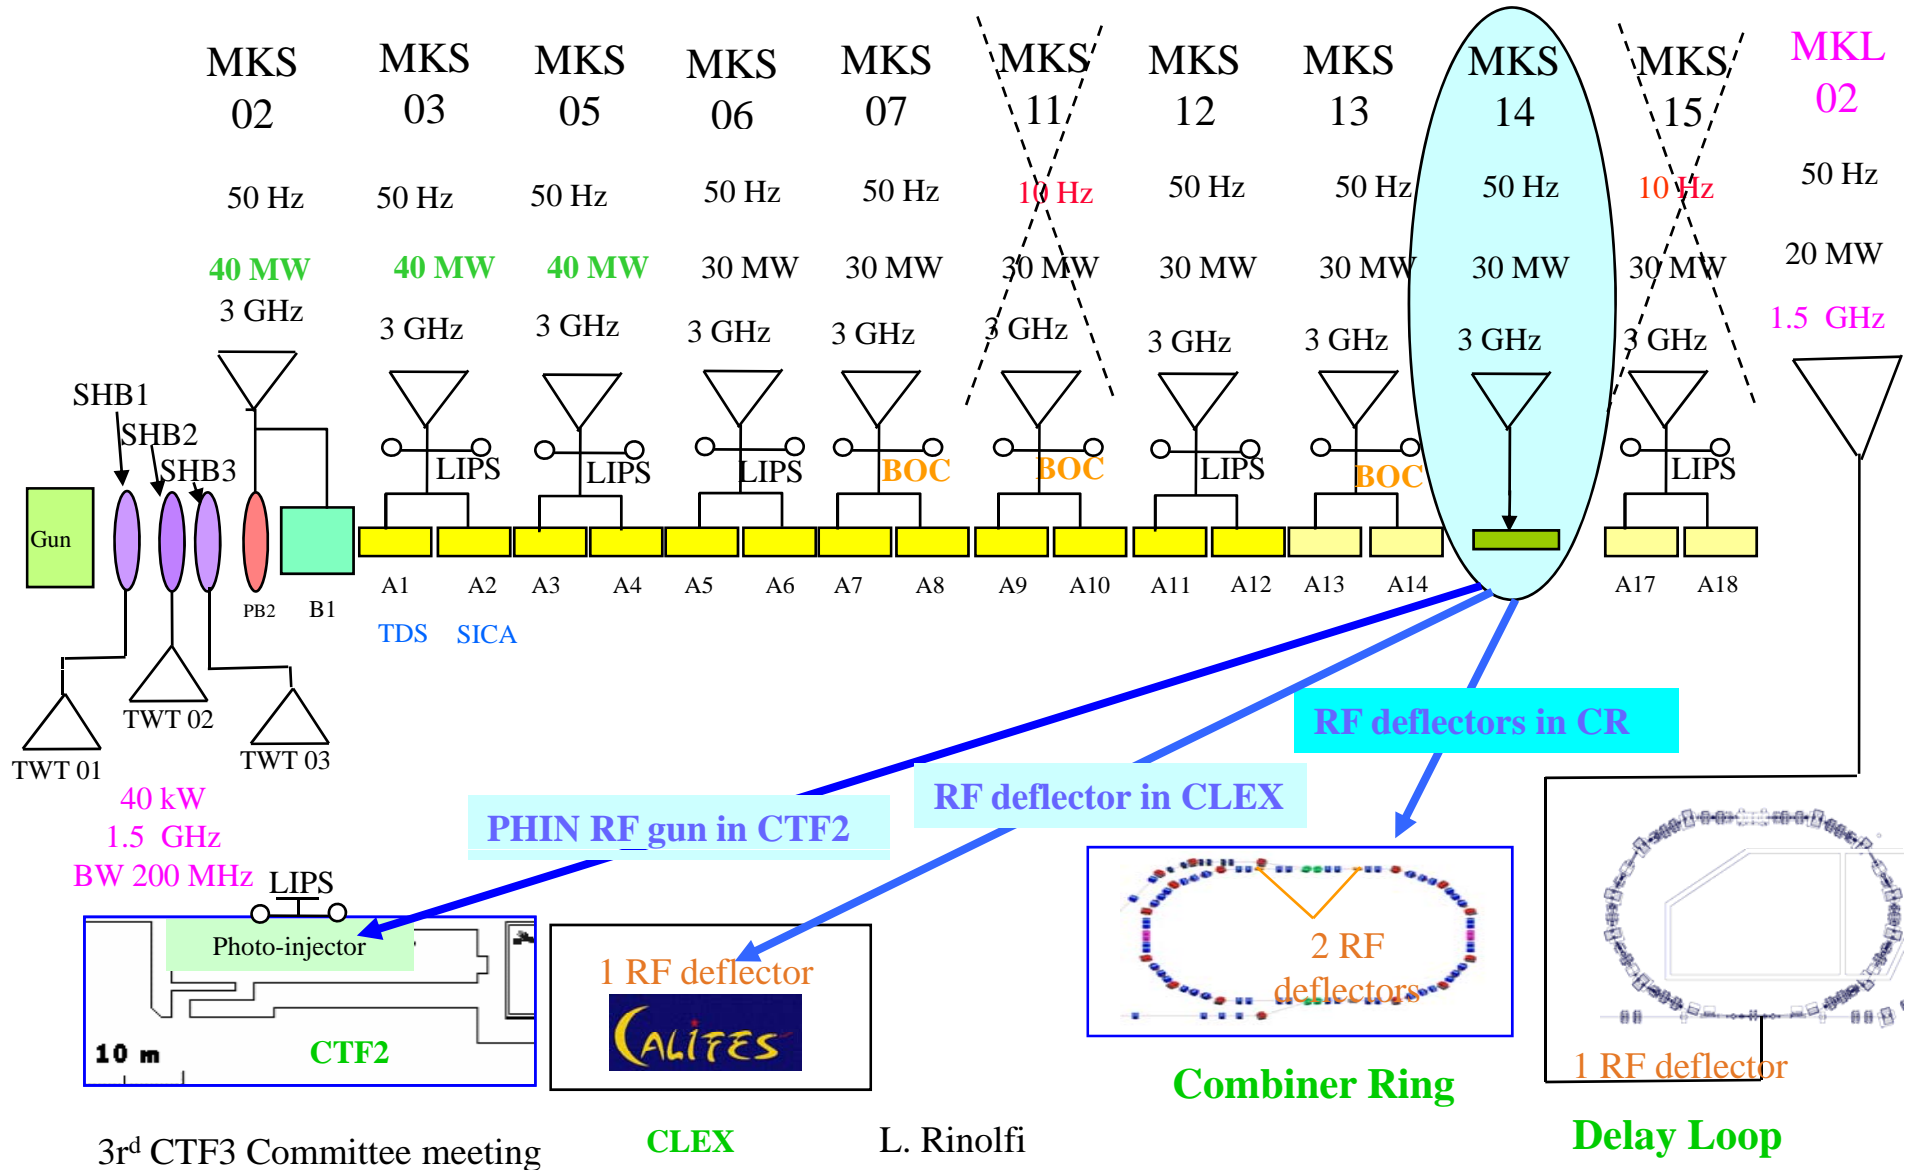 MKS MKS MKS MKS MKS MKS MKS MKS MKS MKS MKL
02 03 05 06 07 11 12 13 14 15 02
50 Hz 50 Hz 50 Hz 50 Hz 50 Hz 10 Hz 50 Hz 50 Hz 50 Hz 10 Hz 50 Hz
40 MW 40 MW 40 MW 30 MW 30 MW 30 MW 30 MW 30 MW 30 MW 30 MW 20 MW
3 GHz 3 GHz 3 GHz 3 GHz 3 GHz 3 GHz 3 GHz 3 GHz 3 GHz 3 GHz 1.5 GHz
SHB1
SHB2
SHB3
LIPS LIPS LIPS BOC BOC LIPS BOC LIPS
Gun
PB2 B1 A1 A2 A3 A4 A5 A6 A7 A8 A9 A10 A11 A12 A13 A14 A17 A18
TDS SICA
TWT 01 TWT 02 TWT 03
40 kW
1.5 GHz
BW 200 MHz
RF deflectors in CR
RF deflector in CLEX
PHIN RF gun in CTF2
LIPS
Photo-injector
10 m
CTF2
1 RF deflector
CALIFES
CLEX
2 RF
deflectors
Combiner Ring
1 RF deflector
Delay Loop
3rd CTF3 Committee meeting
L. Rinolfi